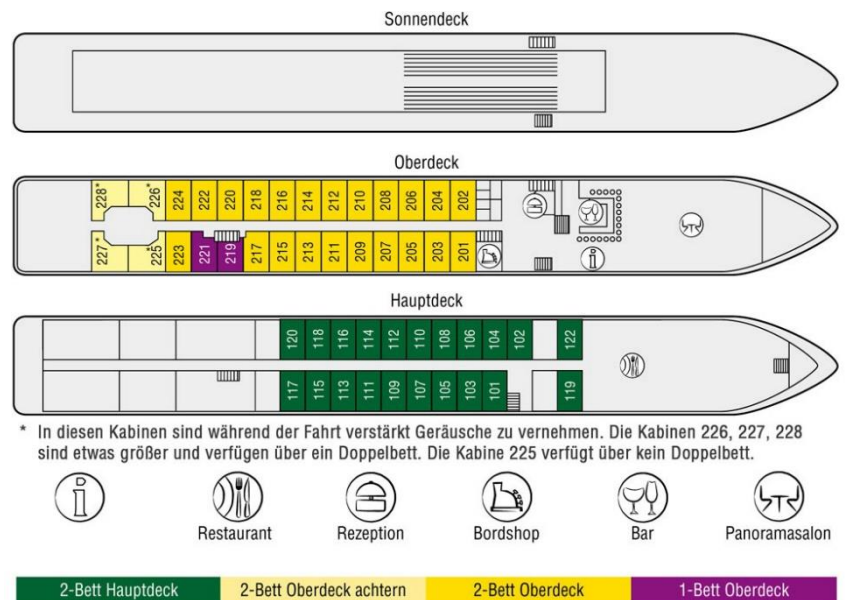 Sonnendeck
Oberdeck
228* 226* 224 222 220 218 216 214 212 210 208 206 204 202
227* 225 223 221 219 217 215 213 211 209 207 205 203 201
i
Hauptdeck
120 118 116 114 112 110 108 106 104 102 122
117 115 113 111 109 107 105 103 101 119
* In diesen Kabinen sind während der Fahrt verstärkt Geräusche zu vernehmen. Die Kabinen 226, 227, 228
sind etwas größer und verfügen über ein Doppelbett. Die Kabine 225 verfügt über kein Doppelbett.
i
Restaurant Rezeption Bordshop Bar Panoramasalon
2-Bett Hauptdeck 2-Bett Oberdeck achtern 2-Bett Oberdeck 1-Bett Oberdeck